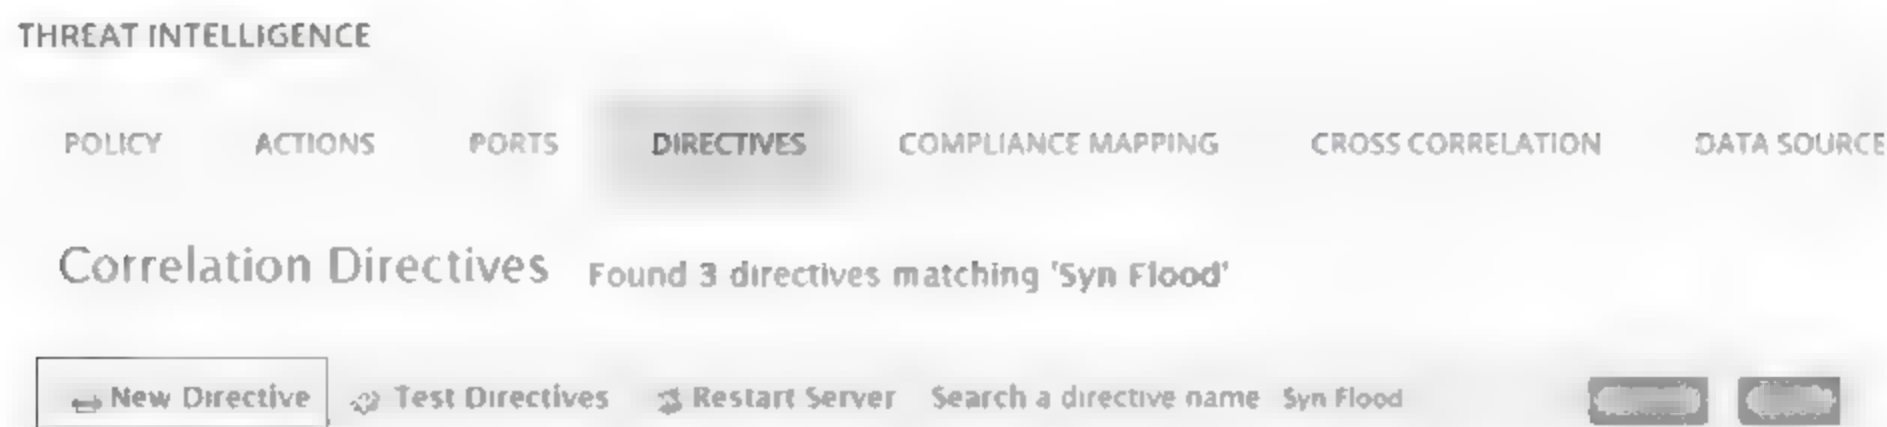 THREAT INTELLIGENCE
POLICY ACTIONS PORTS DIRECTIVES COMPLIANCE MAPPING CROSS CORRELATION DATA SOURCE
Correlation Directives Found 3 directives matching 'Syn Flood'
New Directive Test Directives Restart Server Search a directive name Syn Flood